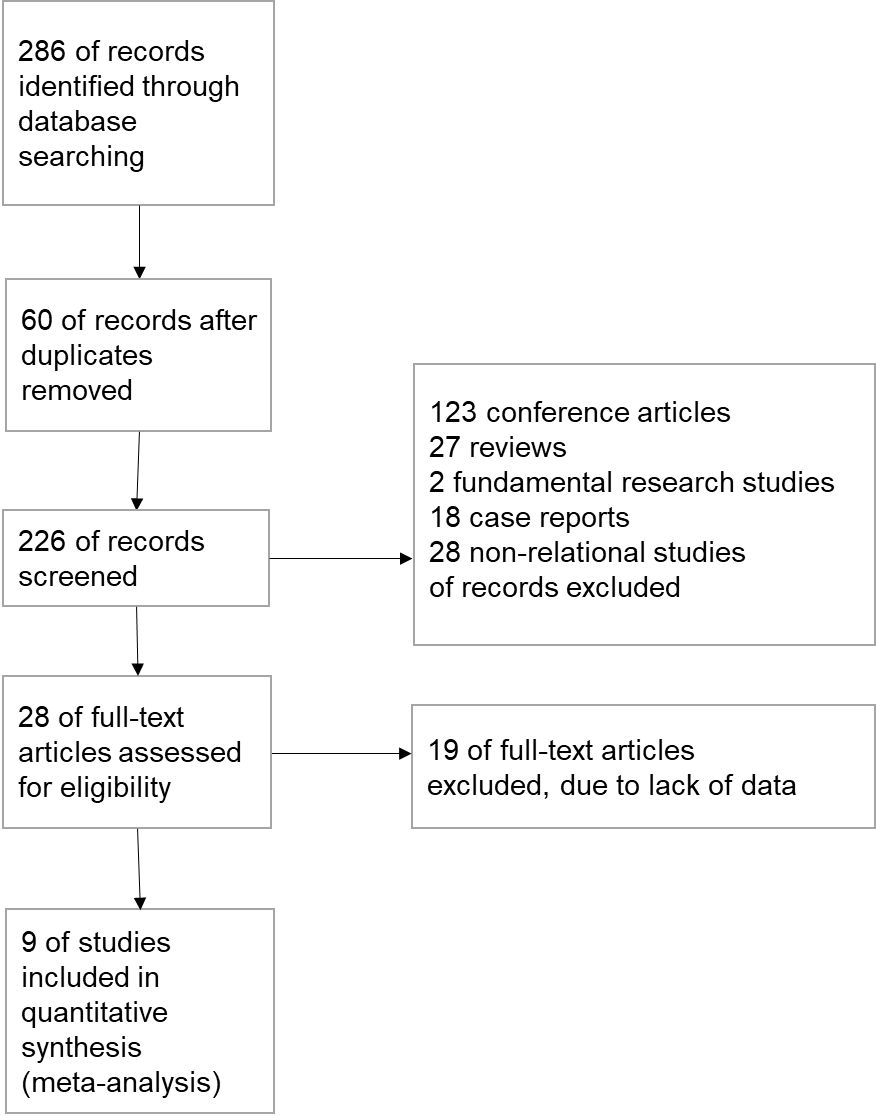 286 of records
identified through
database
searching
60 of records after
duplicates
removed
226 of records
screened
123 conference articles
27 reviews
2 fundamental research studies
18 case reports
28 non-relational studies
of records excluded
28 of full-text
articles assessed
for eligibility
19 of full-text articles
excluded, due to lack of data
9 of studies
included in
quantitative
synthesis
(meta-analysis)